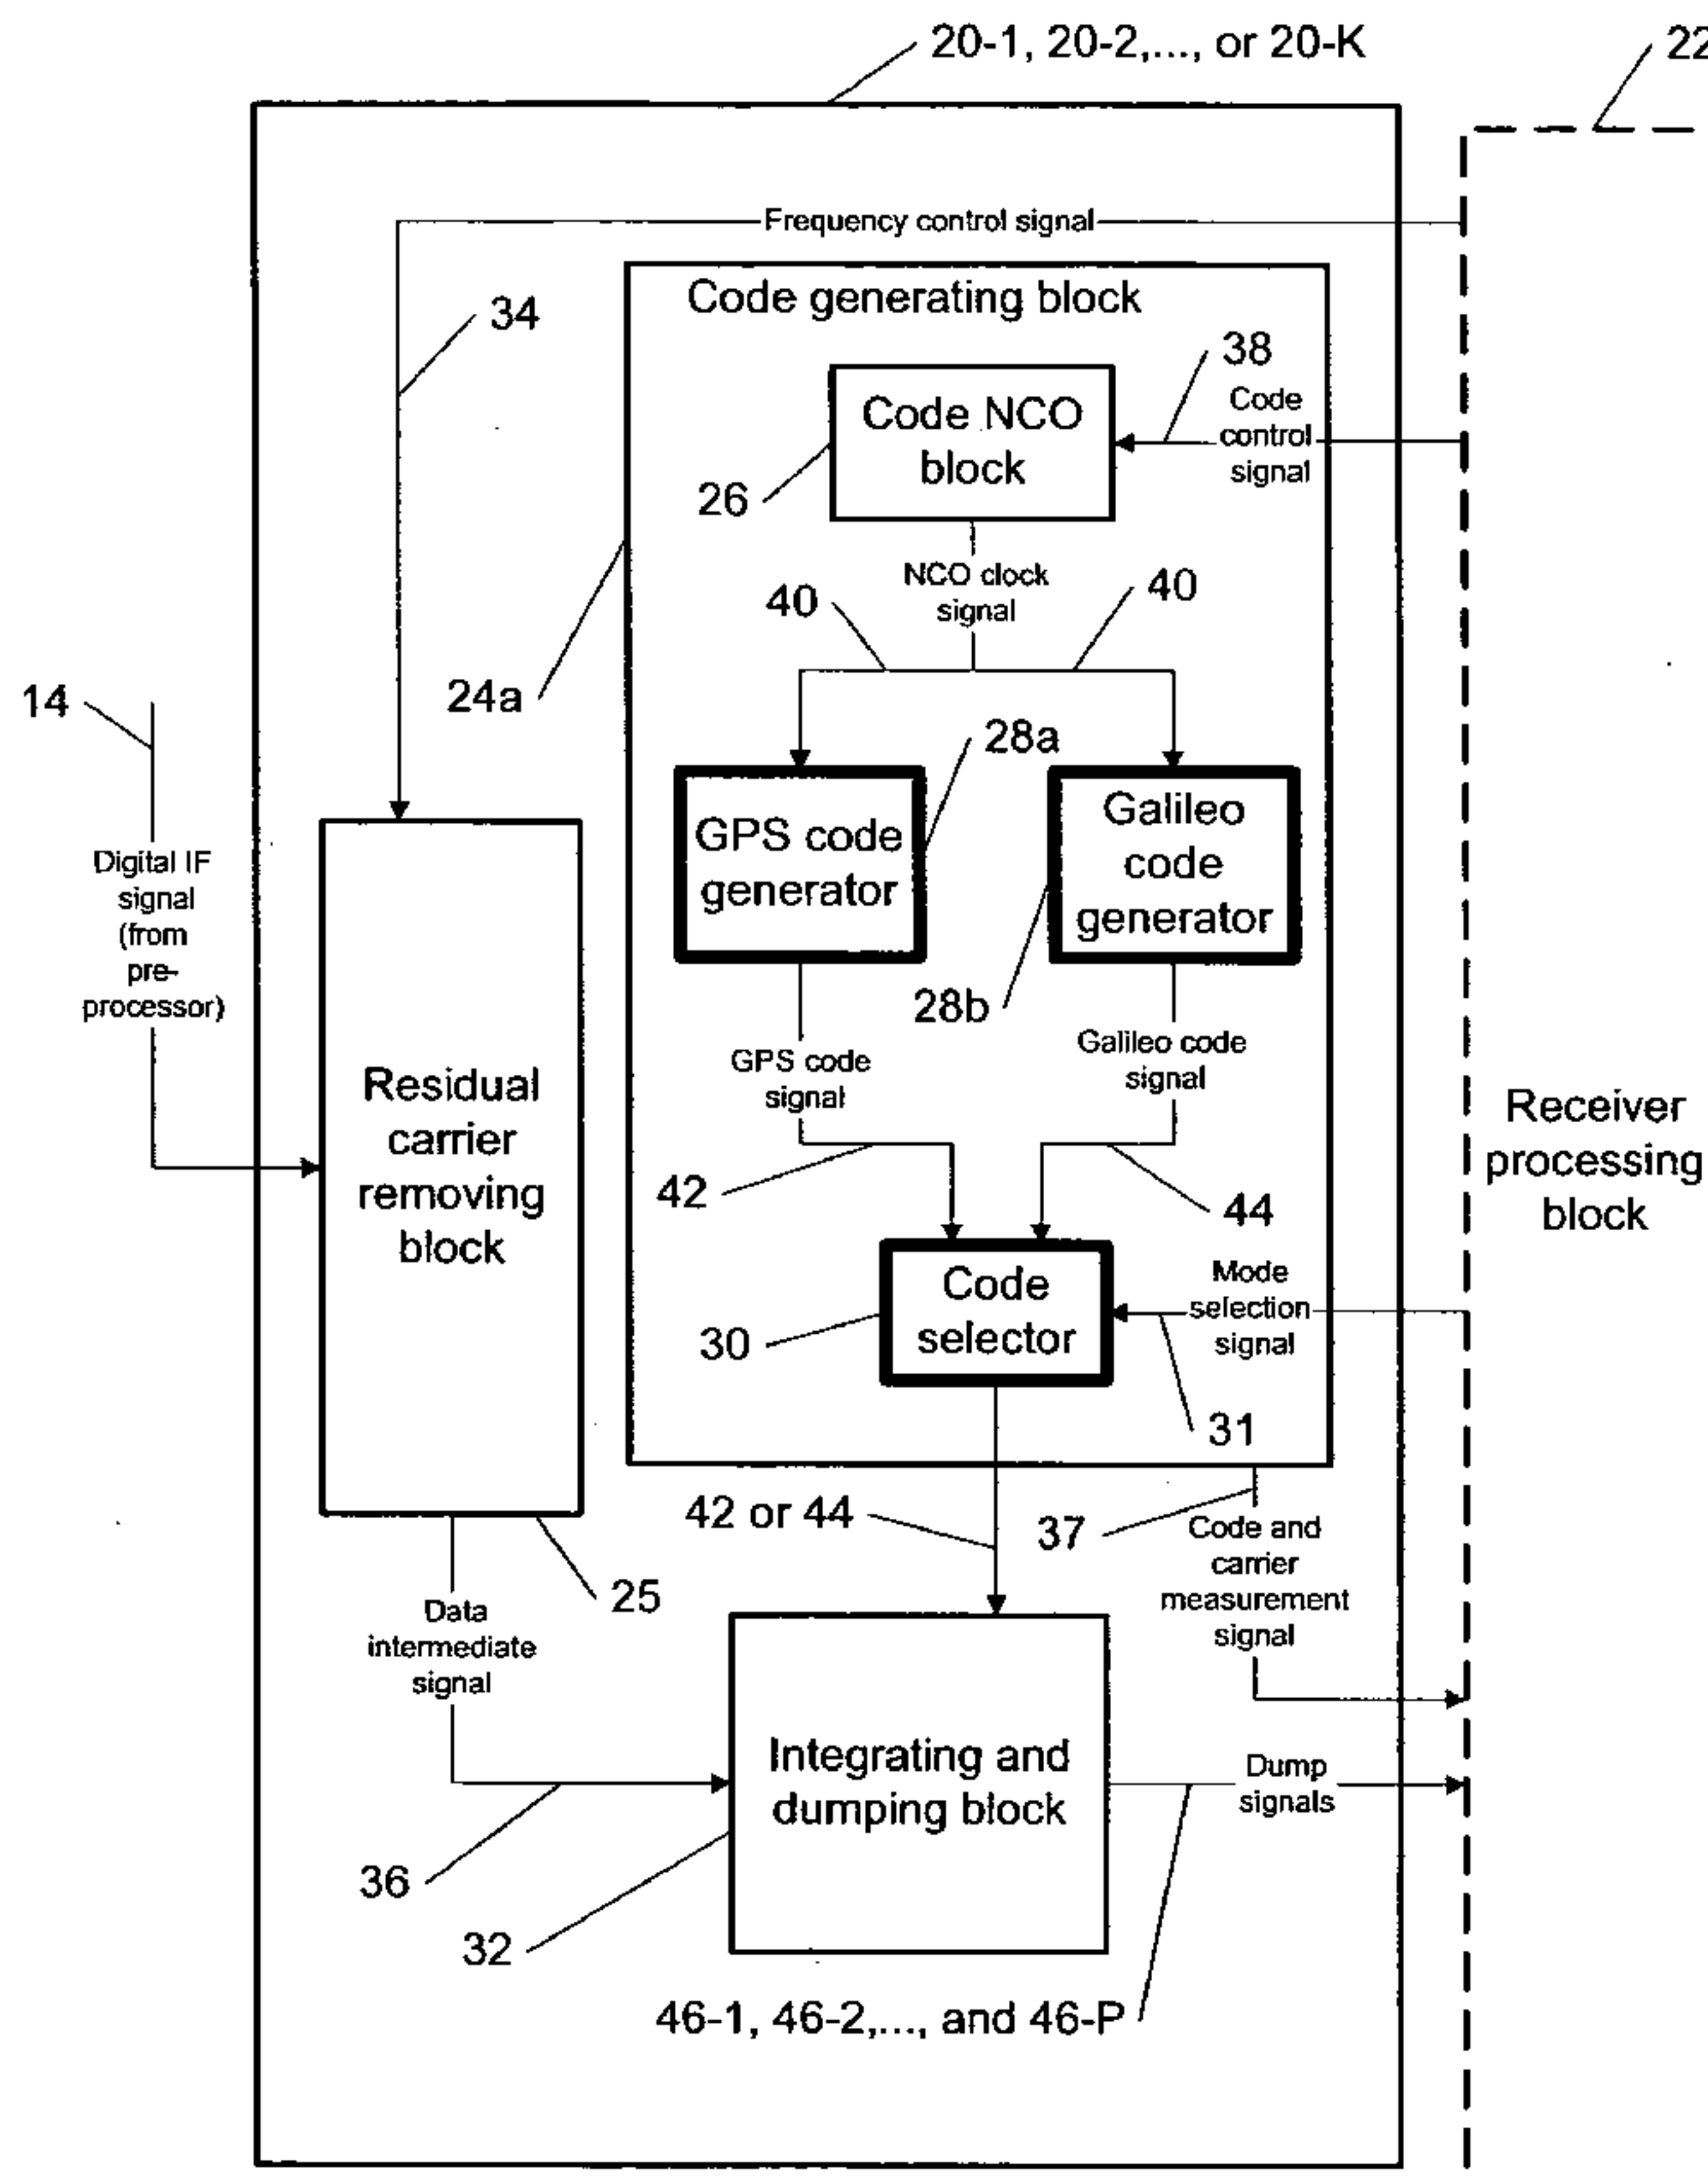 20-1, 20-2,..., or 20-K
22
Frequency control signal
Code generating block
34
38
Code NCO
block
Code
control
signal
26
NCO clock
signal
40
40
24a
14
28a
GPS code
generator
Galileo
code
generator
Digital IF
signal
(from
pre-
processor)
28b
GPS code
signal
Galileo code
signal
Residual
carrier
removing
block
Receiver
processing
block
42
44
Code
selector
Mode
selection
signal
30
31
42 or 44
37
Code and
carrier
measurement
signal
25
Data
intermediate
signal
Integrating and
dumping block
Dump
signals
36
32
46-1, 46-2,..., and 46-P